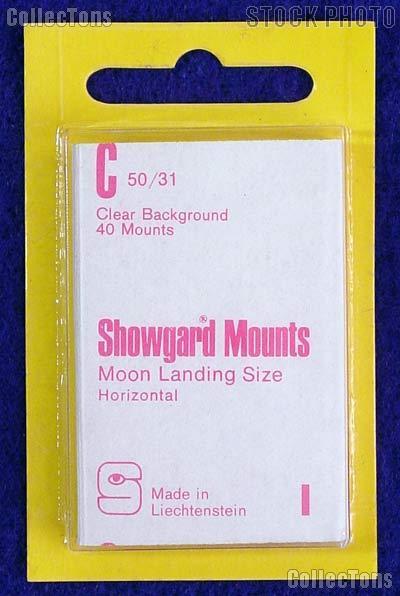 CollecTons
STOCK PHOTO
C 50/31
Clear Background
40 Mounts
Showgard® Mounts
Moon Landing Size
Horizontal
S
Made in
Liechtenstein
CollecTons